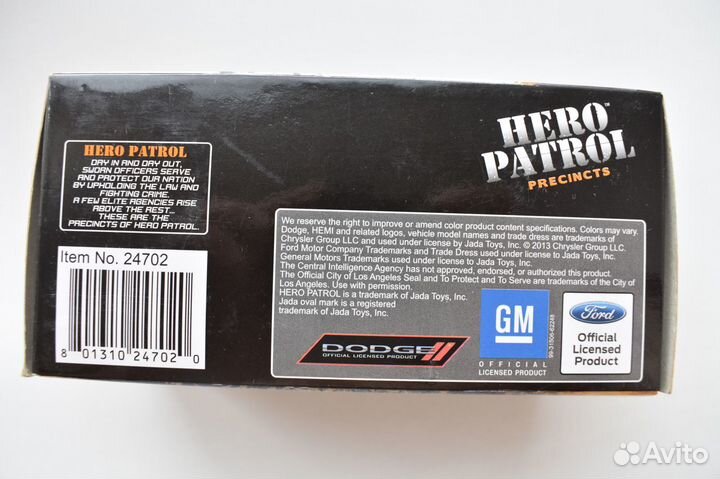 HERO PATROL
DAY IN AND DAY OUT,
SWORN OFFICERS SERVE
AND PROTECT OUR NATION
BY UPHOLDING THE LAW AND
FIGHTING CRIME.
A FEW ELITE AGENCIES RISE
ABOVE THE REST...
THESE ARE THE
PRECINCTS OF HERO PATROL.
Item No. 24702
8 01310 24702 0
HERO™
PATROL
PRECINCTS
We reserve the right to improve or amend color product content specifications. Colors may vary.
Dodge, HEMI and related logos, vehicle model names and trade dress are trademarks of
Chrysler Group LLC and used under license by Jada Toys, Inc. © 2013 Chrysler Group LLC.
Ford Motor Company Trademarks and Trade Dress used under license to Jada Toys, Inc.
General Motors Trademarks used under license to Jada Toys, Inc.
The Central Intelligence Agency has not approved, endorsed, or authorized this product.
The Official City of Los Angeles Seal and To Protect and To Serve are trademarks of the City of
Los Angeles. Use with permission.
HERO PATROL is a trademark of Jada Toys, Inc.
Jada oval mark is a registered
trademark of Jada Toys, Inc.
DODGE
OFFICIAL LICENSED PRODUCT
GM
OFFICIAL
LICENSED PRODUCT
99-31506-62248
Ford
Official
Licensed
Product
Avito